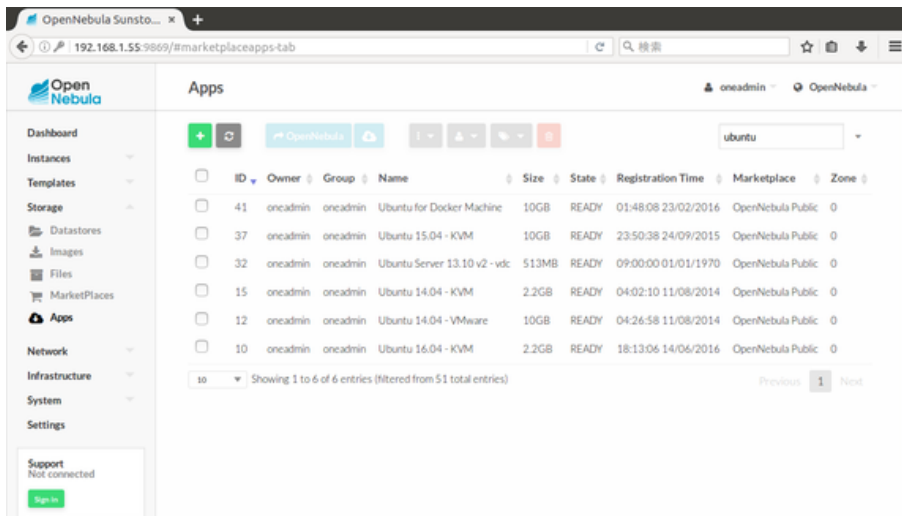 OpenNebula Sunsto... × +
192.168.1.55:9869/#marketplaceapps-tab 検索
Open Nebula
Apps
oneadmin OpenNebula
Dashboard
Instances
Templates
Storage
Datastores
Images
Files
MarketPlaces
Apps
Network
Infrastructure
System
Settings
Support
Not connected
Sign in
+ OpenNebula ubuntu
ID Owner Group Name Size State Registration Time Marketplace Zone
41 oneadmin oneadmin Ubuntu for Docker Machine 10GB READY 01:48:08 23/02/2016 OpenNebula Public 0
37 oneadmin oneadmin Ubuntu 15.04 - KVM 10GB READY 23:50:38 24/09/2015 OpenNebula Public 0
32 oneadmin oneadmin Ubuntu Server 13.10 v2 - vdc 513MB READY 09:00:00 01/01/1970 OpenNebula Public 0
15 oneadmin oneadmin Ubuntu 14.04 - KVM 2.2GB READY 04:02:10 11/08/2014 OpenNebula Public 0
12 oneadmin oneadmin Ubuntu 14.04 - VMware 10GB READY 04:26:58 11/08/2014 OpenNebula Public 0
10 oneadmin oneadmin Ubuntu 16.04 - KVM 2.2GB READY 18:13:06 14/06/2016 OpenNebula Public 0
10 Showing 1 to 6 of 6 entries (filtered from 51 total entries) Previous 1 Next